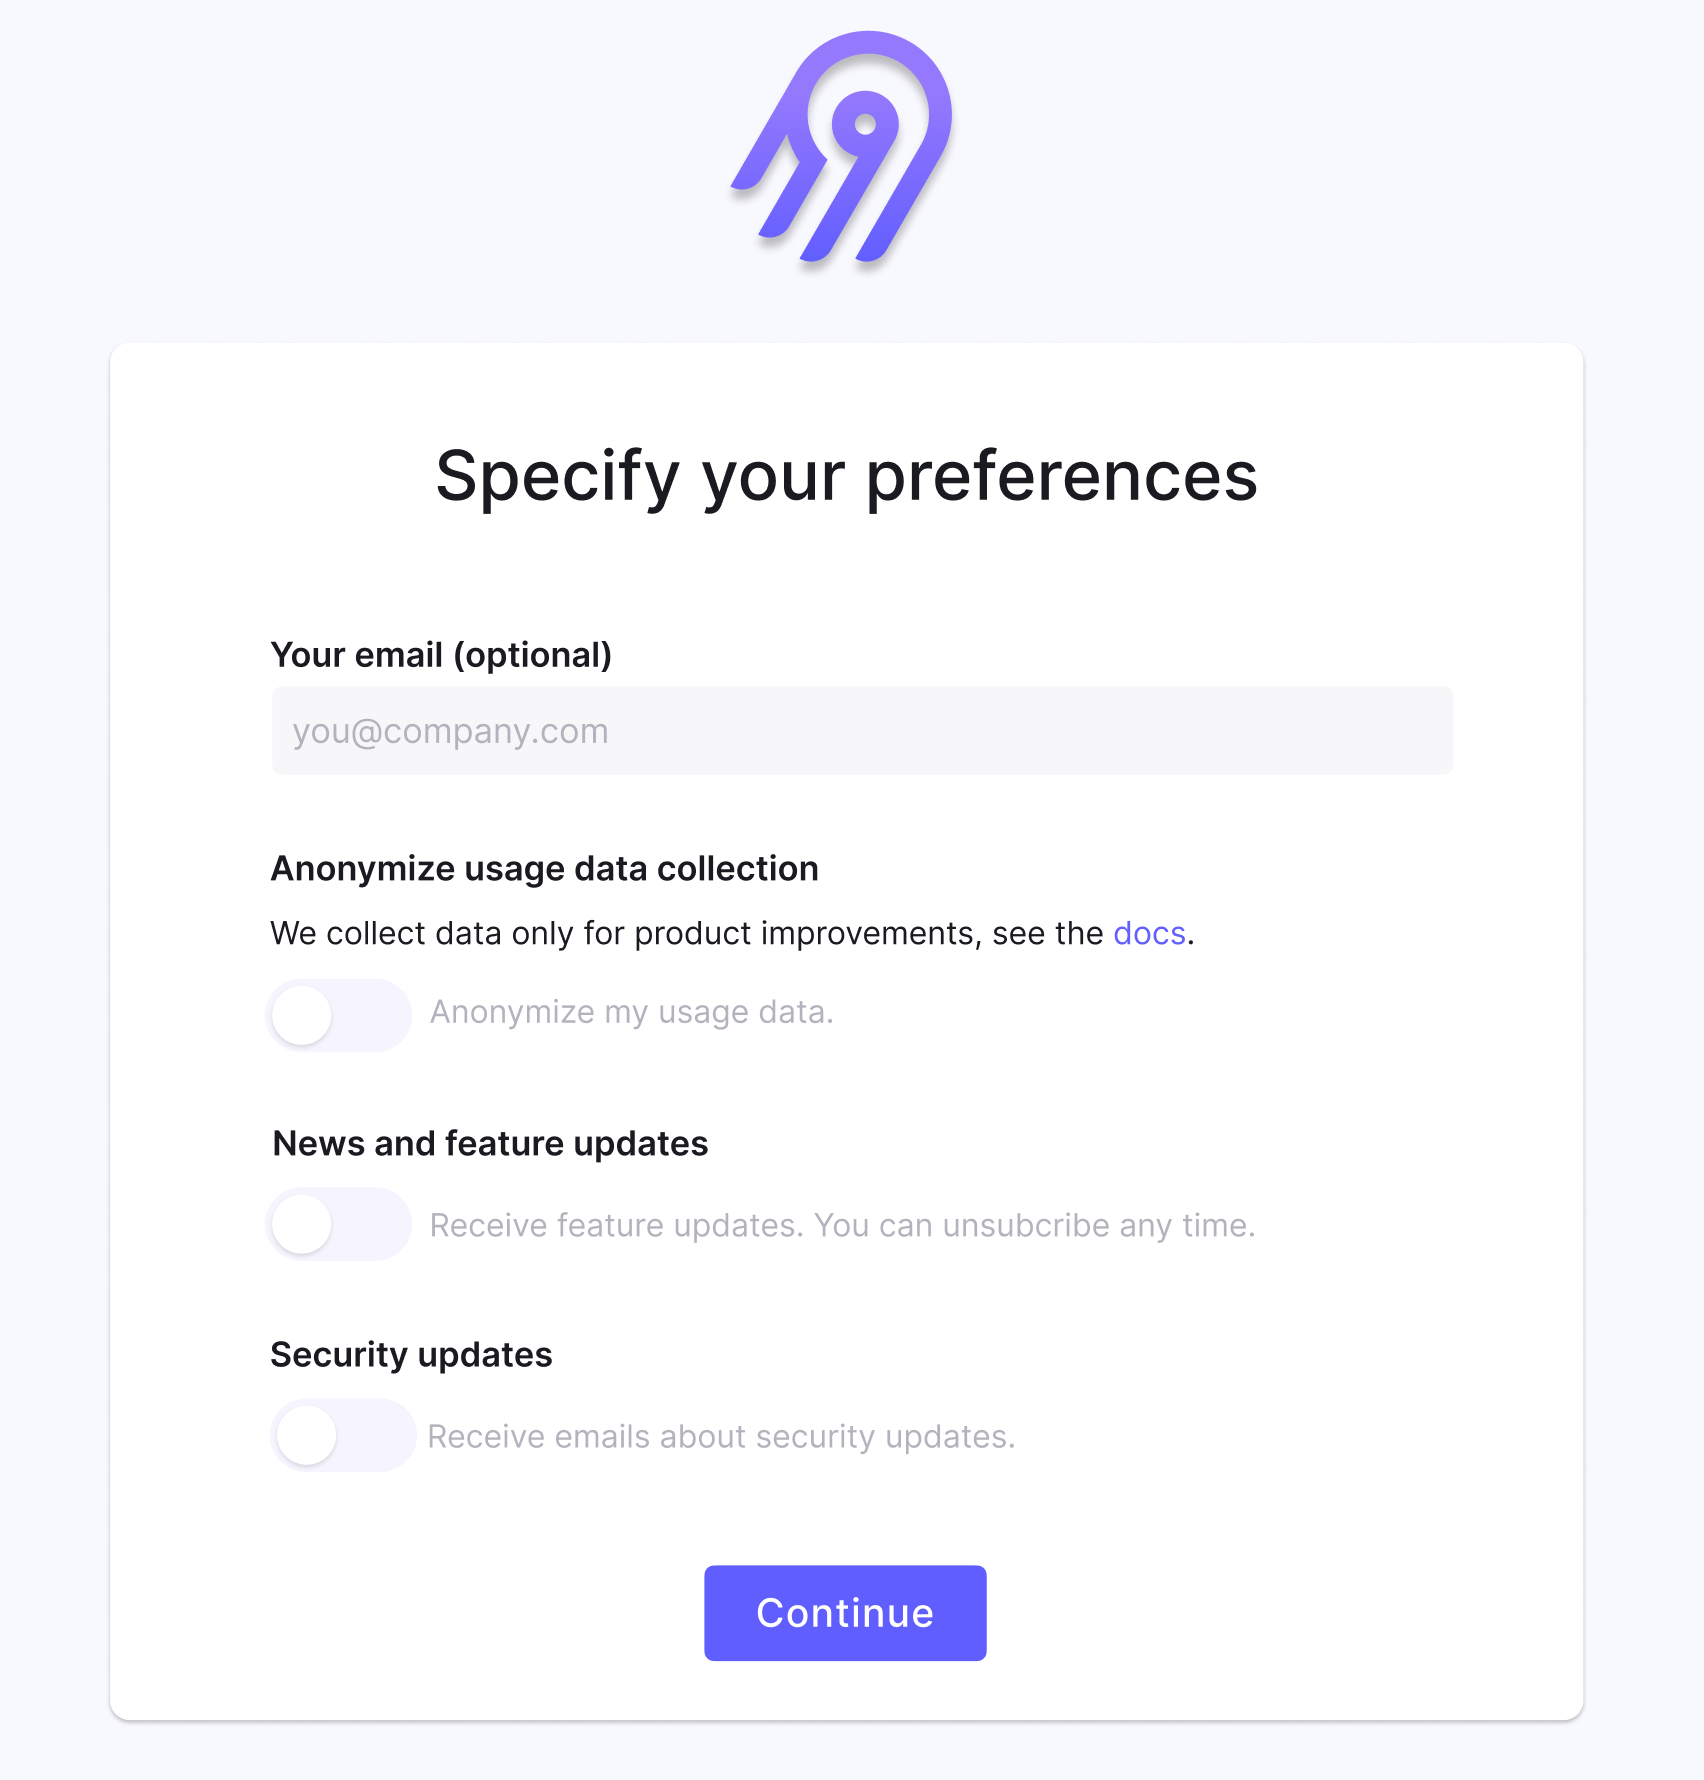 Specify your preferences
Your email (optional)
you@company.com
Anonymize usage data collection
We collect data only for product improvements, see the docs.
Anonymize my usage data.
News and feature updates
Receive feature updates. You can unsubcribe any time.
Security updates
Receive emails about security updates.
Continue